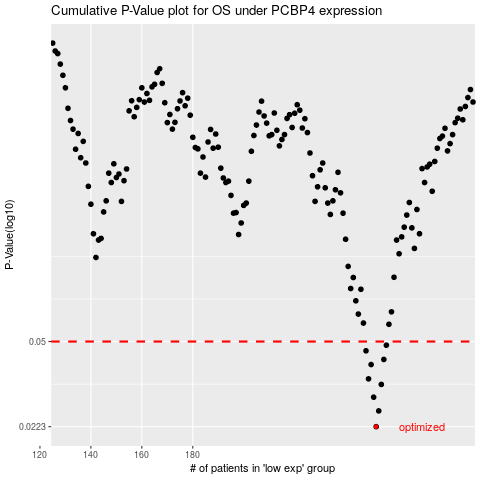 Cumulative P-Value plot for OS under PCBP4 expression
P-Value(log10)
0.05
0.0223
optimized
120 140 160 180
# of patients in 'low exp' group